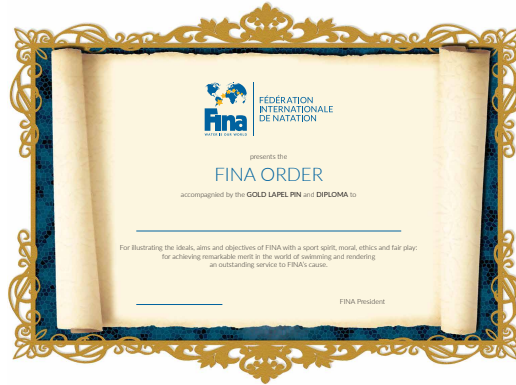 Fina
WATER IS OUR WORLD
FÉDÉRATION
INTERNATIONALE
DE NATATION
presents the
FINA ORDER
accompagnied by the GOLD LAPEL PIN and DIPLOMA to
For illustrating the ideals, aims and objectives of FINA with a sport spirit, moral, ethics and fair play:
for achieving remarkable merit in the world of swimming and rendering
an outstanding service to FINA's cause.
FINA President